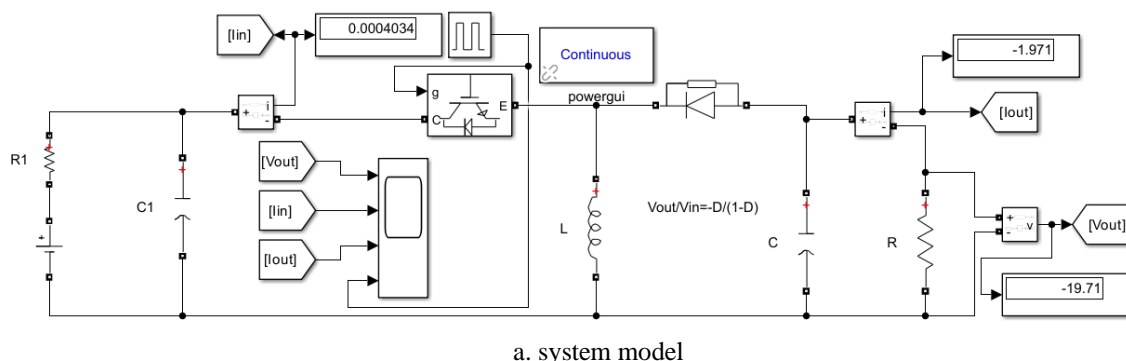 [Iin]
0.0004034
Continuous
powergui
-1.971
[Iout]
i
+
-
g
C
E
i
+
-
R1
+
C1
[Vout]
[Iin]
[Iout]
+
L
+
Vout/Vin=-D/(1-D)
C
+
R
+
+
-
v
[Vout]
-19.71
a. system model